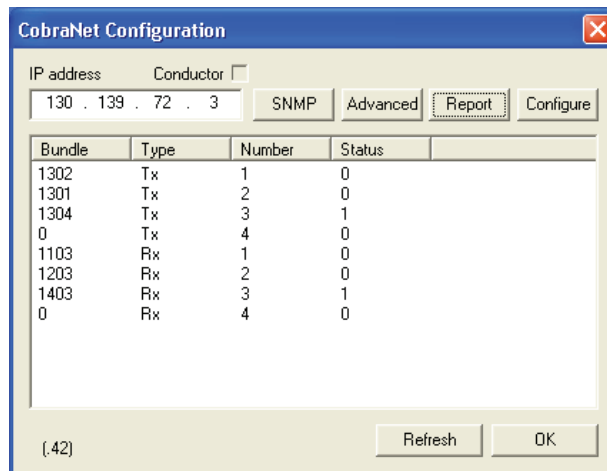 CobraNet Configuration
IP address Conductor
130 . 139 . 72 . 3 SNMP Advanced Report Configure
Bundle Type Number Status
1302 Tx 1 0
1301 Tx 2 0
1304 Tx 3 1
0 Tx 4 0
1103 Rx 1 0
1203 Rx 2 0
1403 Rx 3 1
0 Rx 4 0
(.42) Refresh OK